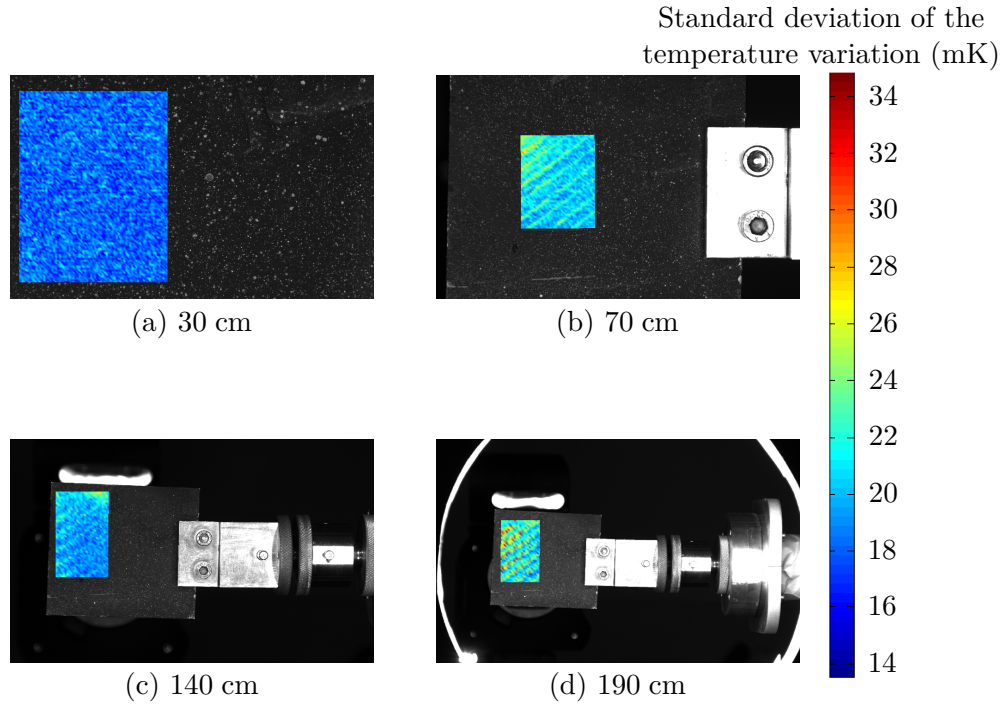 Standard deviation of the
temperature variation (mK)
34
32
30
28
26
24
22
20
18
16
14
(a) 30 cm
(b) 70 cm
(c) 140 cm
(d) 190 cm